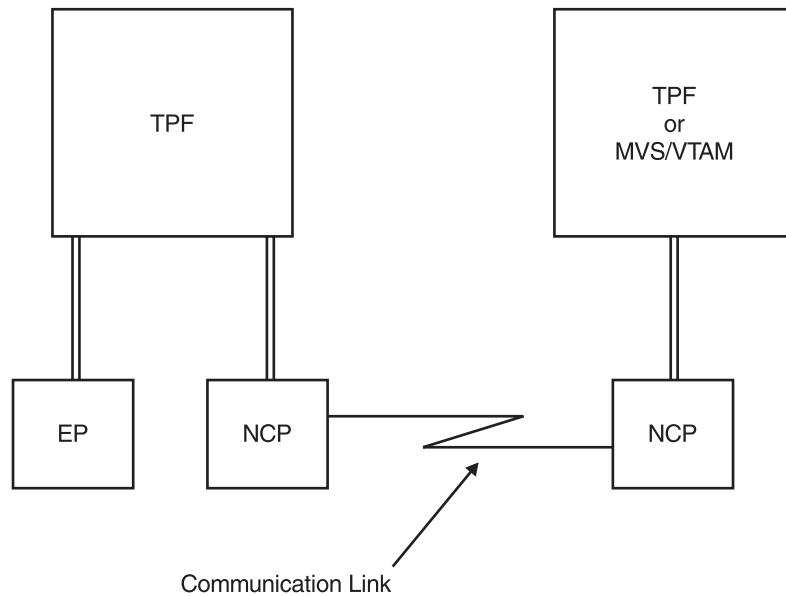 TPF
TPF
or
MVS/VTAM
EP
NCP
NCP
Communication Link